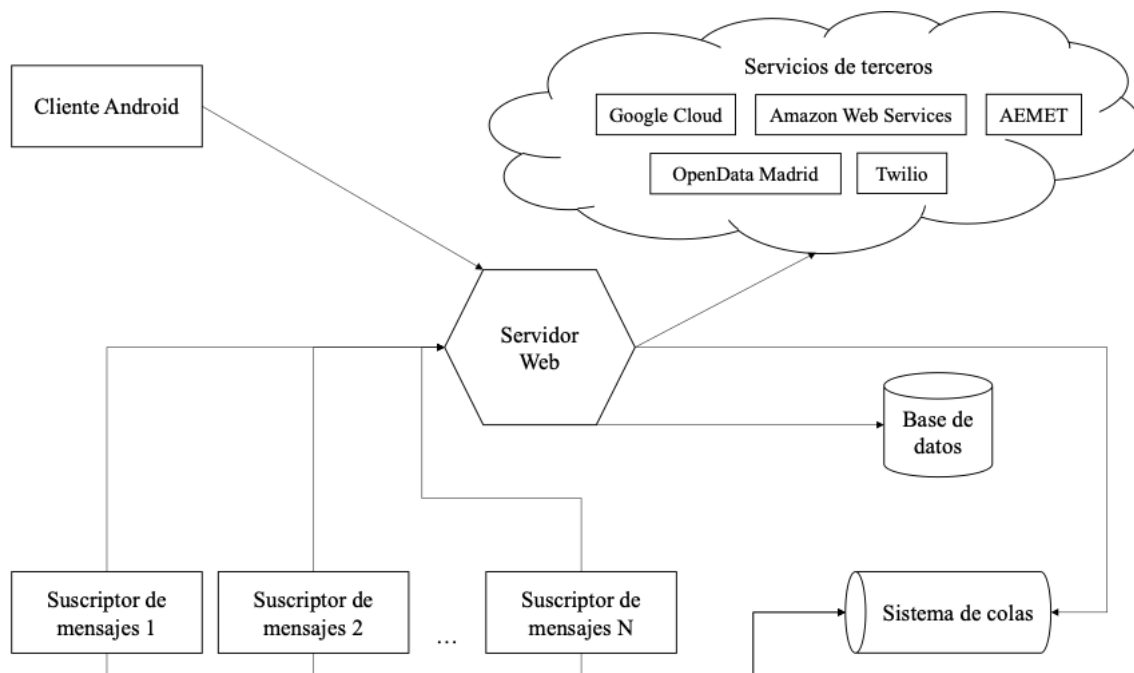 Servicios de terceros
Cliente Android
Google Cloud
Amazon Web Services
AEMET
OpenData Madrid
Twilio
Servidor
Web
Base de
datos
Suscriptor de
mensajes 1
Suscriptor de
mensajes 2
...
Suscriptor de
mensajes N
Sistema de colas